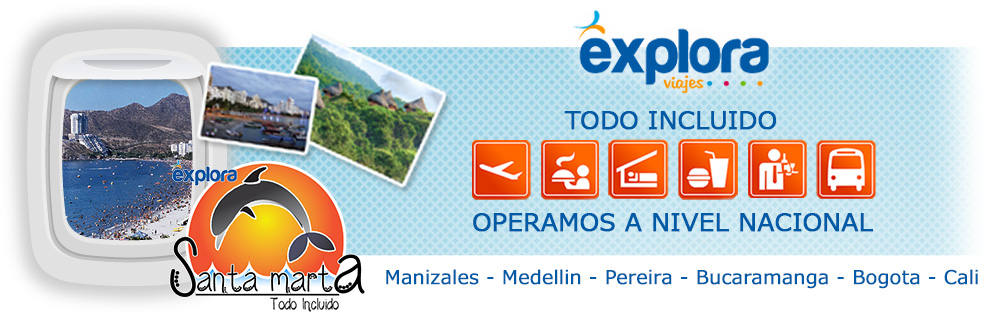 explora
viajes
TODO INCLUIDO
OPERAMOS A NIVEL NACIONAL
Manizales - Medellin - Pereira - Bucaramanga - Bogota - Cali
explora
Santa marta
Todo Incluido